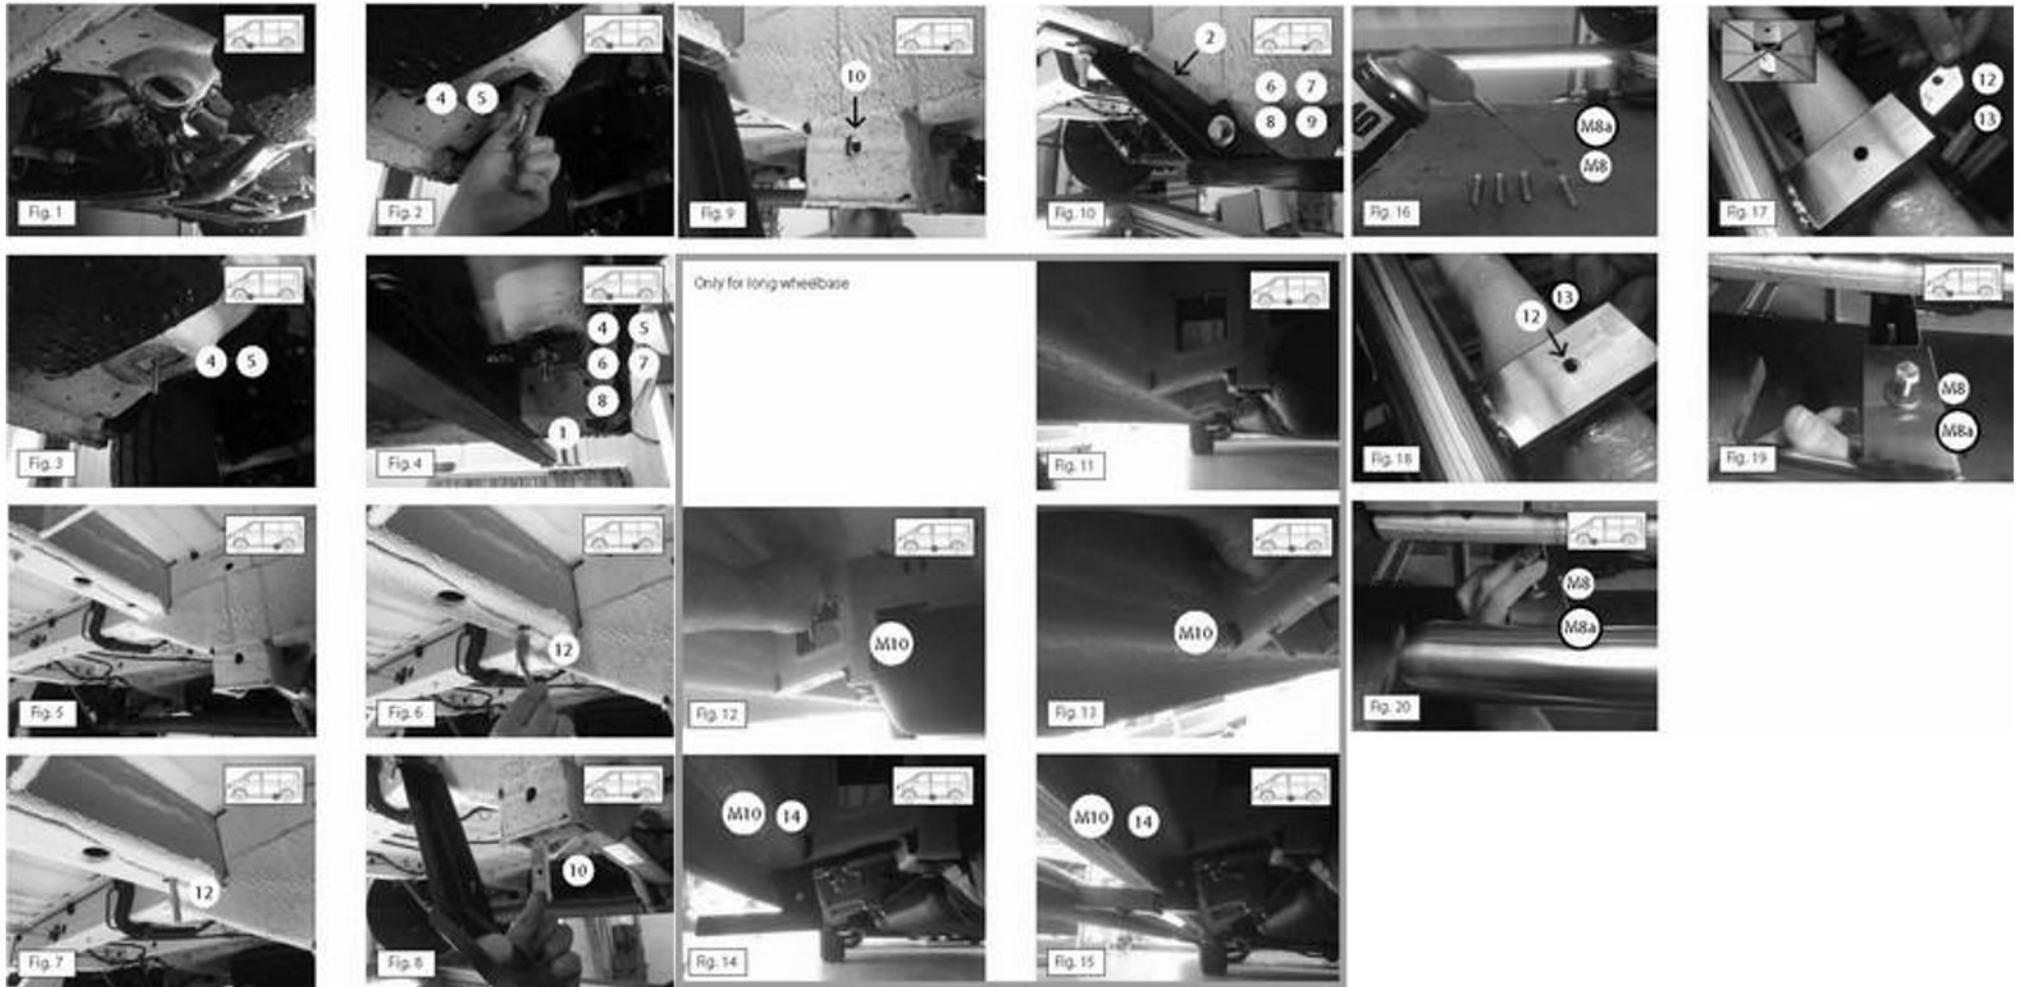 Fig. 1
4 5
Fig. 2
10
Fig. 9
2
6 7
8 9
Fig. 10
M8a
M8
Fig. 16
12
13
Fig. 17
4 5
Fig. 3
4 5
6 7
8
1
Fig. 4
Only for long wheelbase
Fig. 11
13
12
Fig. 18
M8
M8a
Fig. 19
Fig. 5
12
Fig. 6
M10
Fig. 12
M10
Fig. 13
M8
M8a
Fig. 20
12
Fig. 7
10
Fig. 8
M10 14
Fig. 14
M10 14
Fig. 15